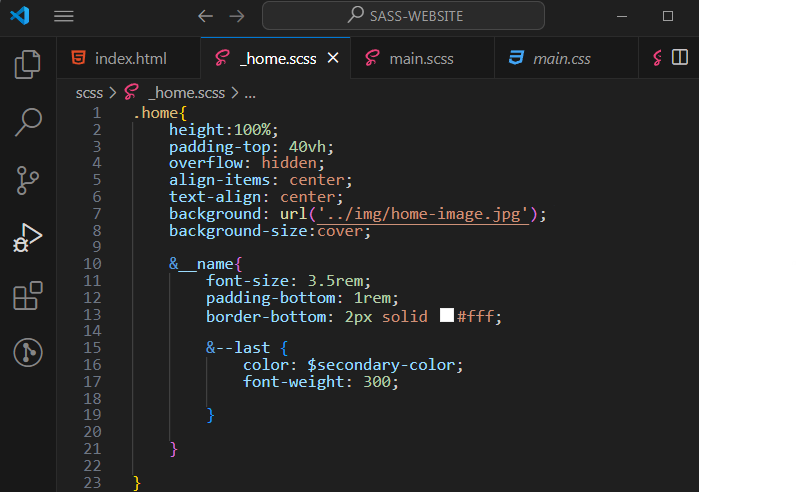 SASS-WEBSITE
index.html _home.scss main.scss main.css
scss > _home.scss > ...
1 .home{
2 height:100%;
3 padding-top: 40vh;
4 overflow: hidden;
5 align-items: center;
6 text-align: center;
7 background: url('../img/home-image.jpg');
8 background-size:cover;
9
10 &__name{
11 font-size: 3.5rem;
12 padding-bottom: 1rem;
13 border-bottom: 2px solid #fff;
14
15 &--last {
16 color: $secondary-color;
17 font-weight: 300;
18
19 }
20
21 }
22
23 }